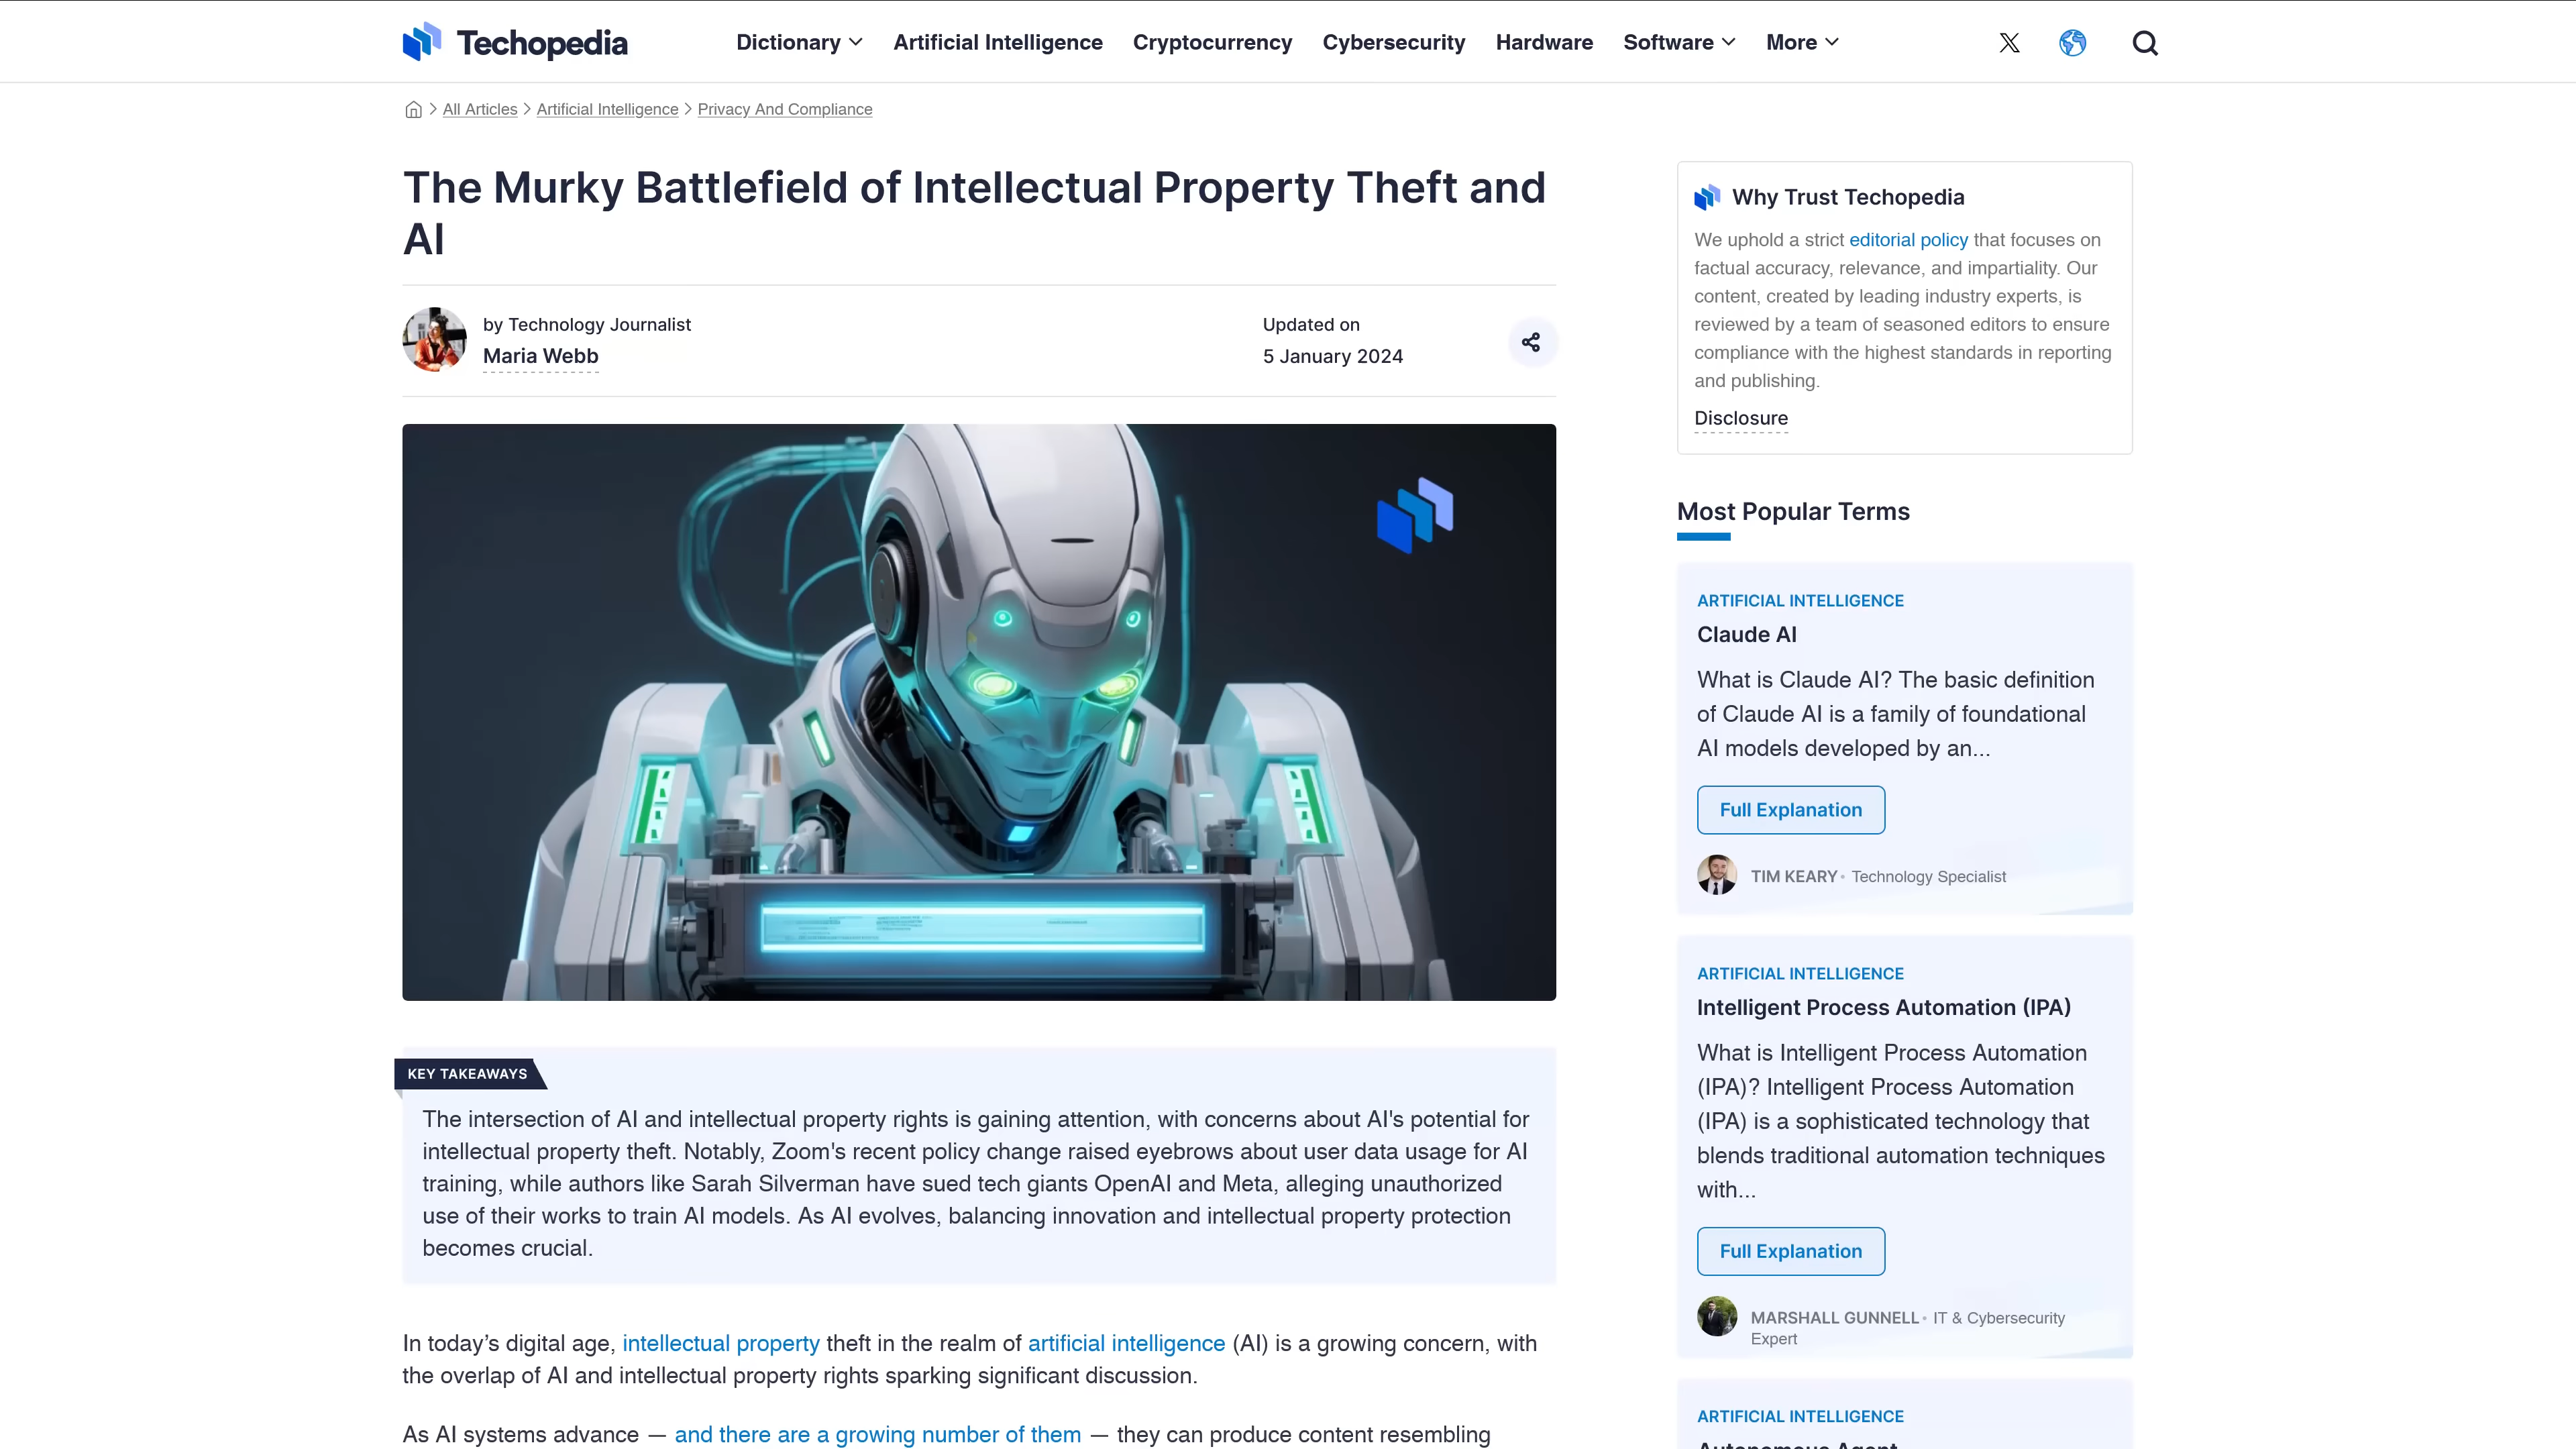 Techopedia
Dictionary
Artificial Intelligence
Cryptocurrency
Cybersecurity
Hardware
Software
More
All Articles
Artificial Intelligence
Privacy And Compliance
The Murky Battlefield of Intellectual Property Theft and
AI
by Technology Journalist
Maria Webb
Updated on
5 January 2024
KEY TAKEAWAYS
The intersection of AI and intellectual property rights is gaining attention, with concerns about AI's potential for
intellectual property theft. Notably, Zoom's recent policy change raised eyebrows about user data usage for AI
training, while authors like Sarah Silverman have sued tech giants OpenAI and Meta, alleging unauthorized
use of their works to train AI models. As AI evolves, balancing innovation and intellectual property protection
becomes crucial.
In today’s digital age, intellectual property theft in the realm of artificial intelligence (AI) is a growing concern, with
the overlap of AI and intellectual property rights sparking significant discussion.
As AI systems advance — and there are a growing number of them — they can produce content resembling
Why Trust Techopedia
We uphold a strict editorial policy that focuses on
factual accuracy, relevance, and impartiality. Our
content, created by leading industry experts, is
reviewed by a team of seasoned editors to ensure
compliance with the highest standards in reporting
and publishing.
Disclosure
Most Popular Terms
ARTIFICIAL INTELLIGENCE
Claude AI
What is Claude AI? The basic definition
of Claude AI is a family of foundational
AI models developed by an...
Full Explanation
TIM KEARY • Technology Specialist
ARTIFICIAL INTELLIGENCE
Intelligent Process Automation (IPA)
What is Intelligent Process Automation
(IPA)? Intelligent Process Automation
(IPA) is a sophisticated technology that
blends traditional automation techniques
with...
Full Explanation
MARSHALL GUNNELL • IT & Cybersecurity
Expert
ARTIFICIAL INTELLIGENCE
Autonomous Agent